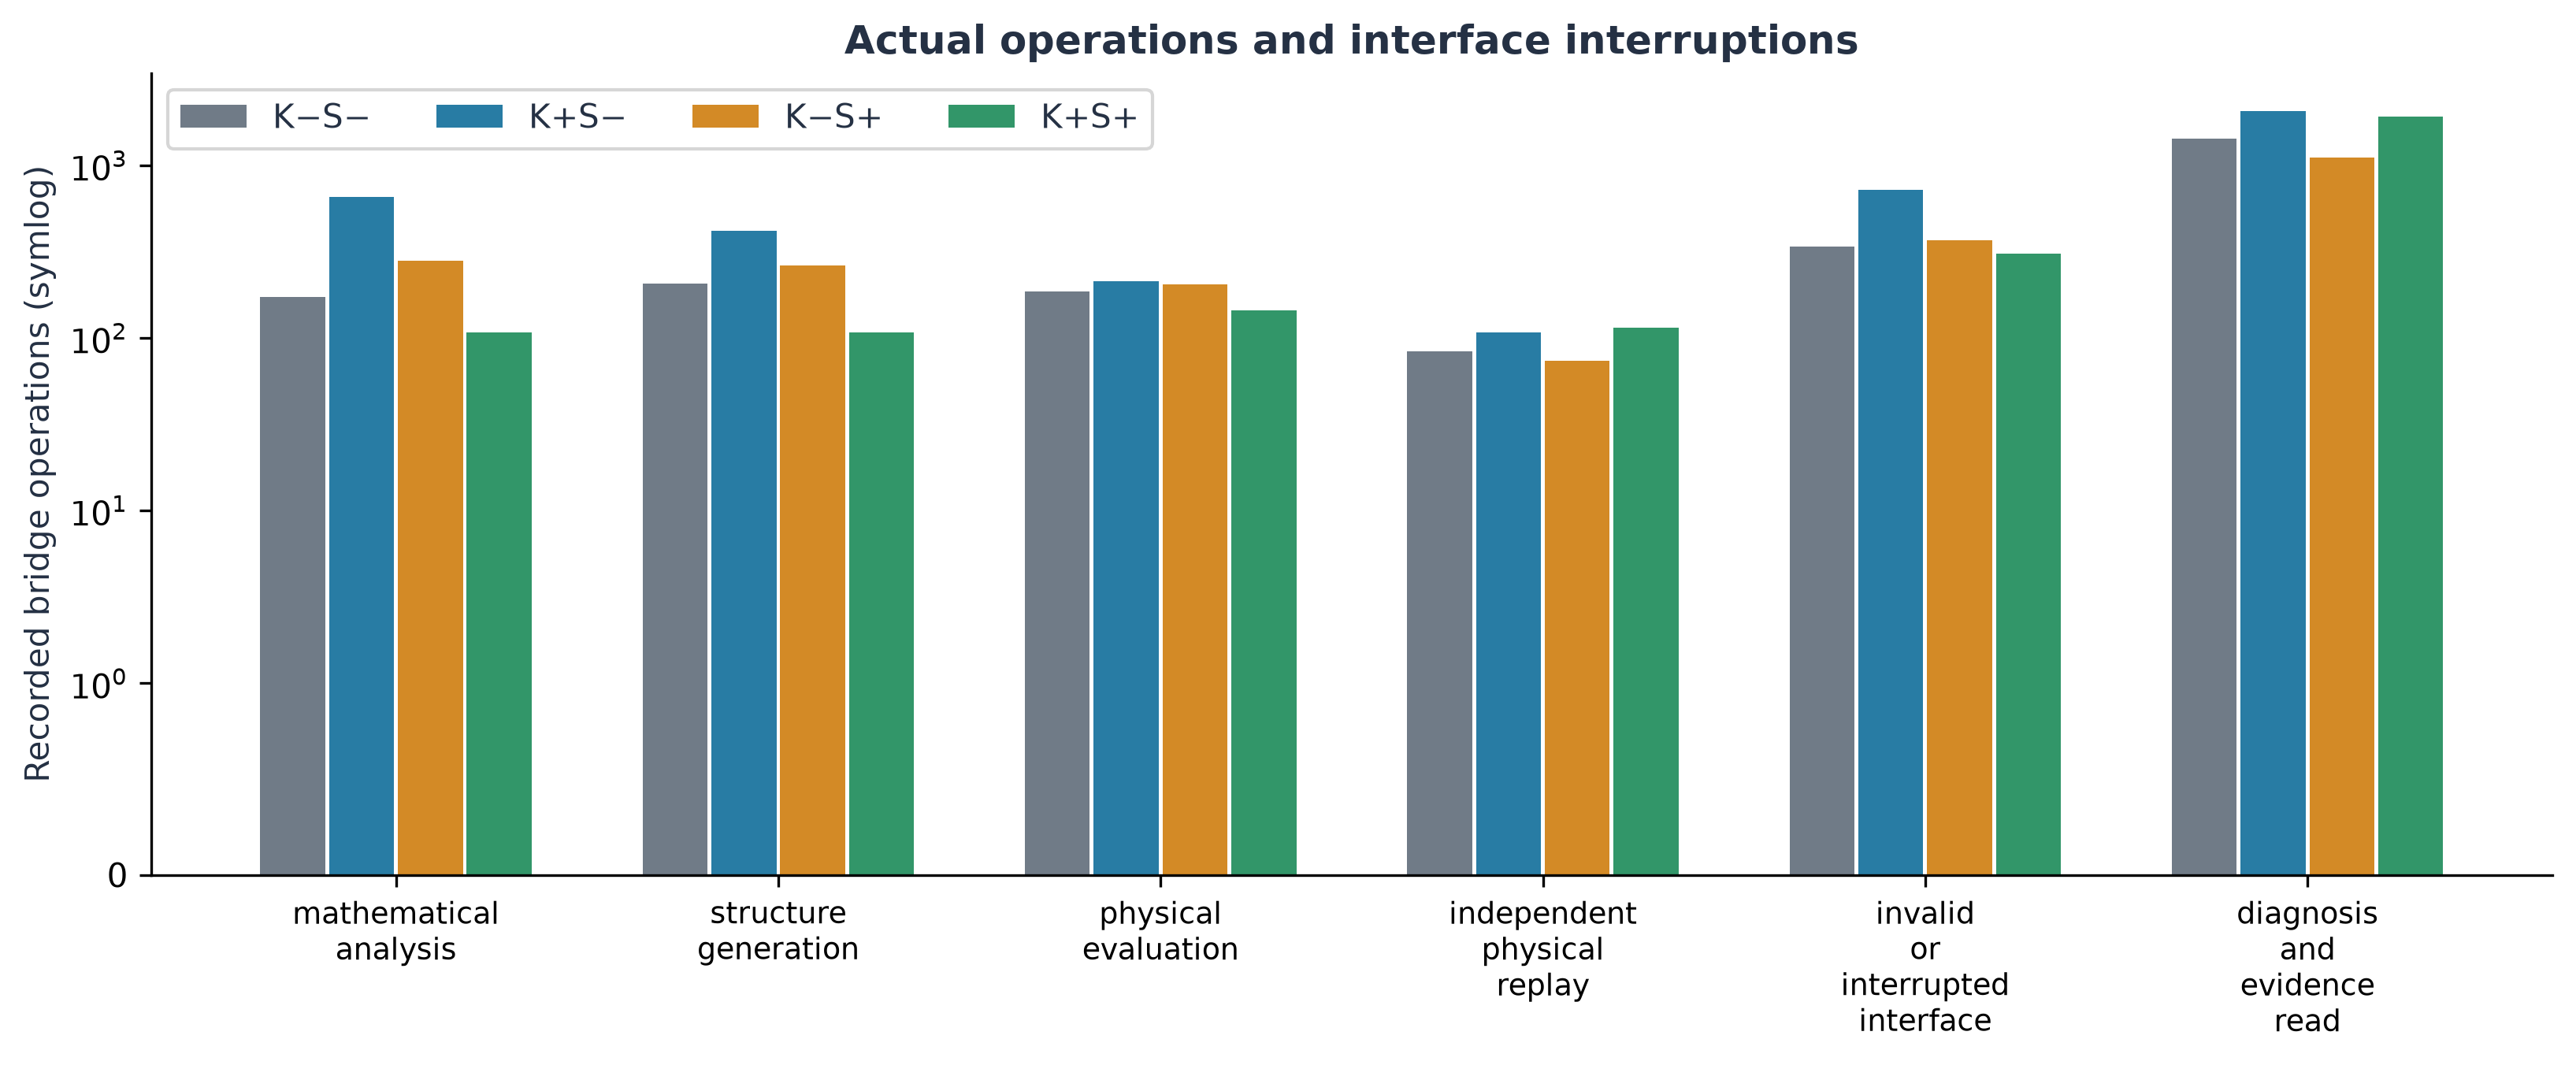 Actual operations and interface interruptions
K−S−
K+S−
K−S+
K+S+
Recorded bridge operations (symlog)
10³
10²
10¹
10⁰
0
mathematical
analysis
structure
generation
physical
evaluation
independent
physical
replay
invalid
or
interrupted
interface
diagnosis
and
evidence
read